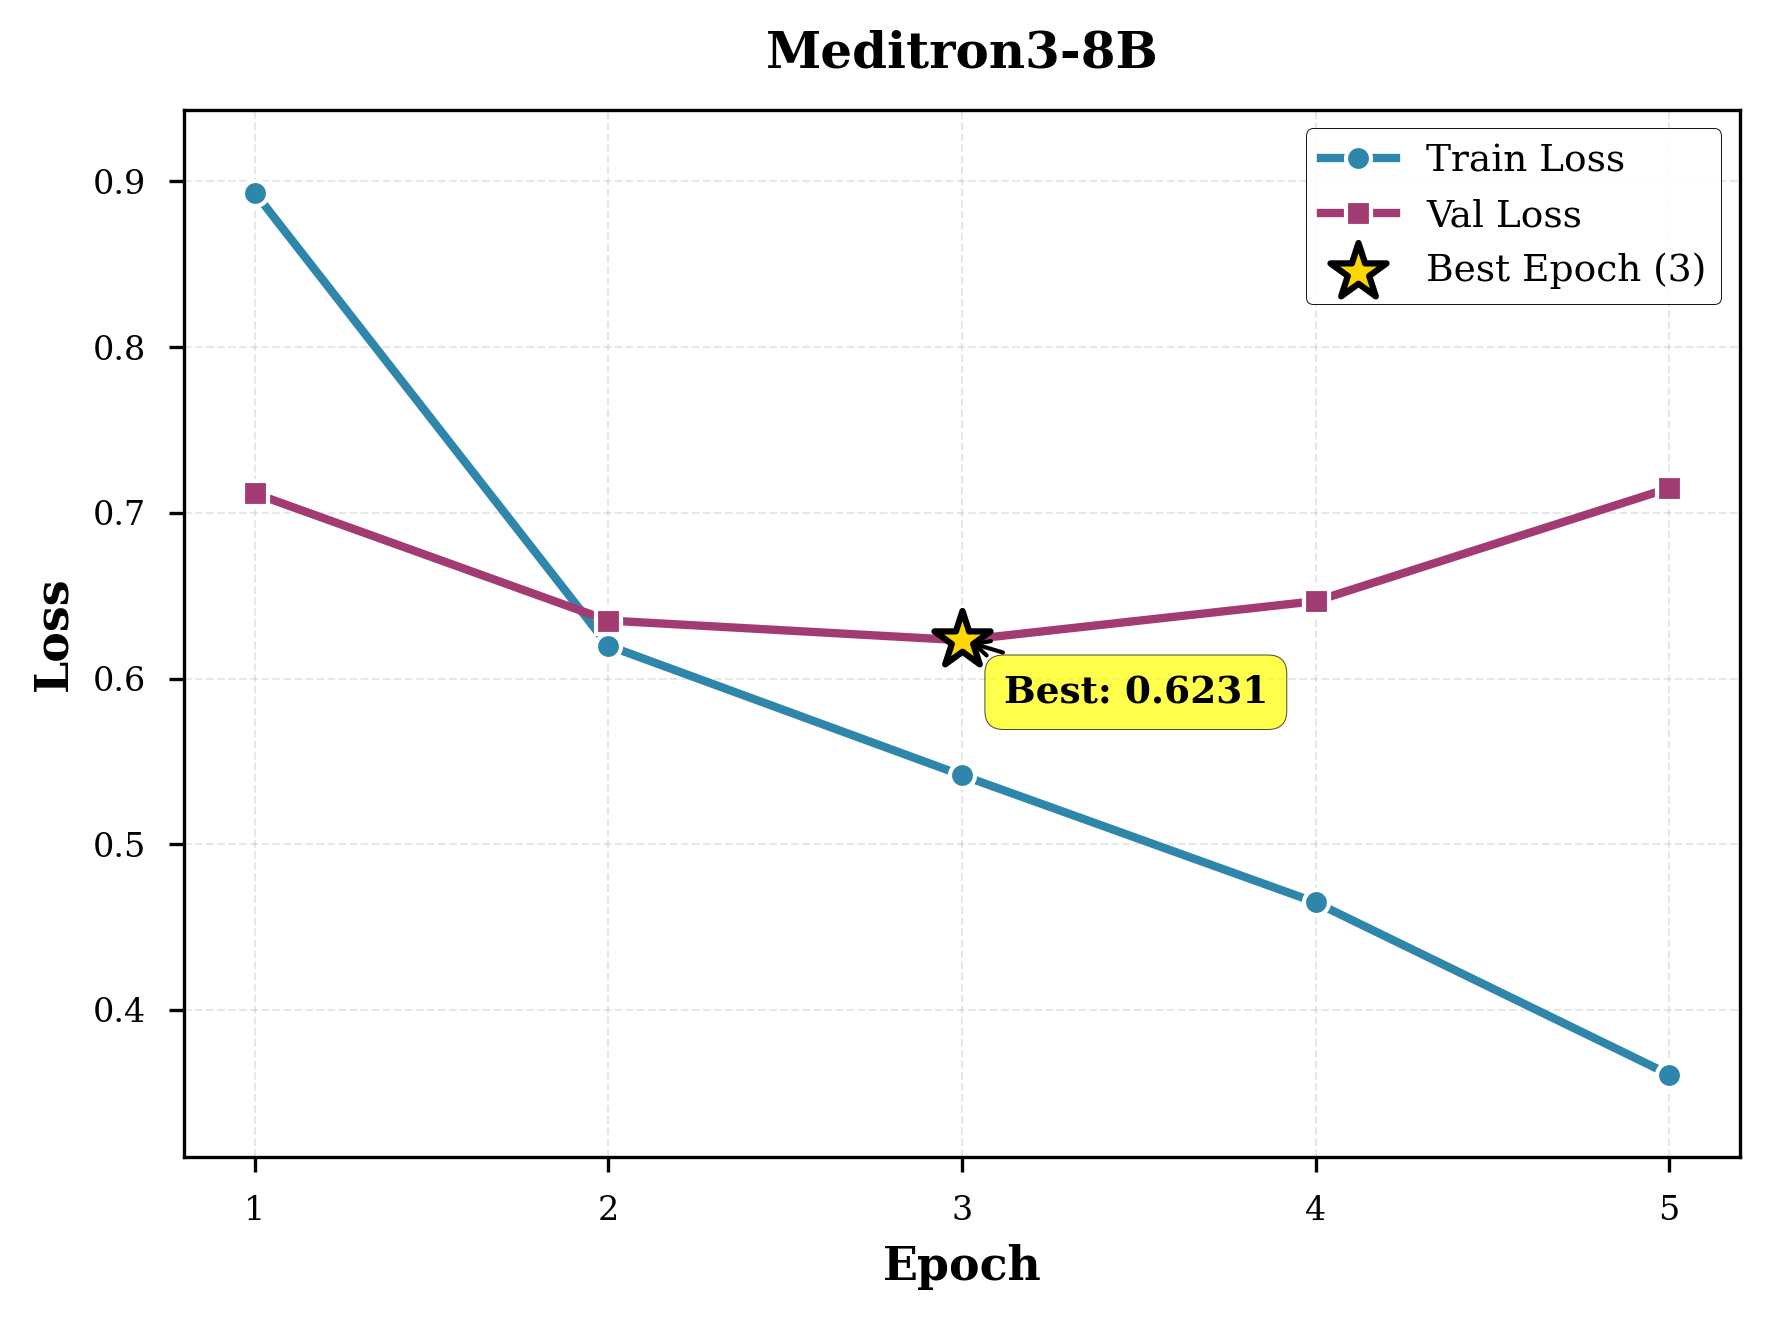 Meditron3-8B
Train Loss
Val Loss
Best Epoch (3)
0.9
0.8
0.7
0.6
0.5
0.4
Loss
Best: 0.6231
1 2 3 4 5
Epoch